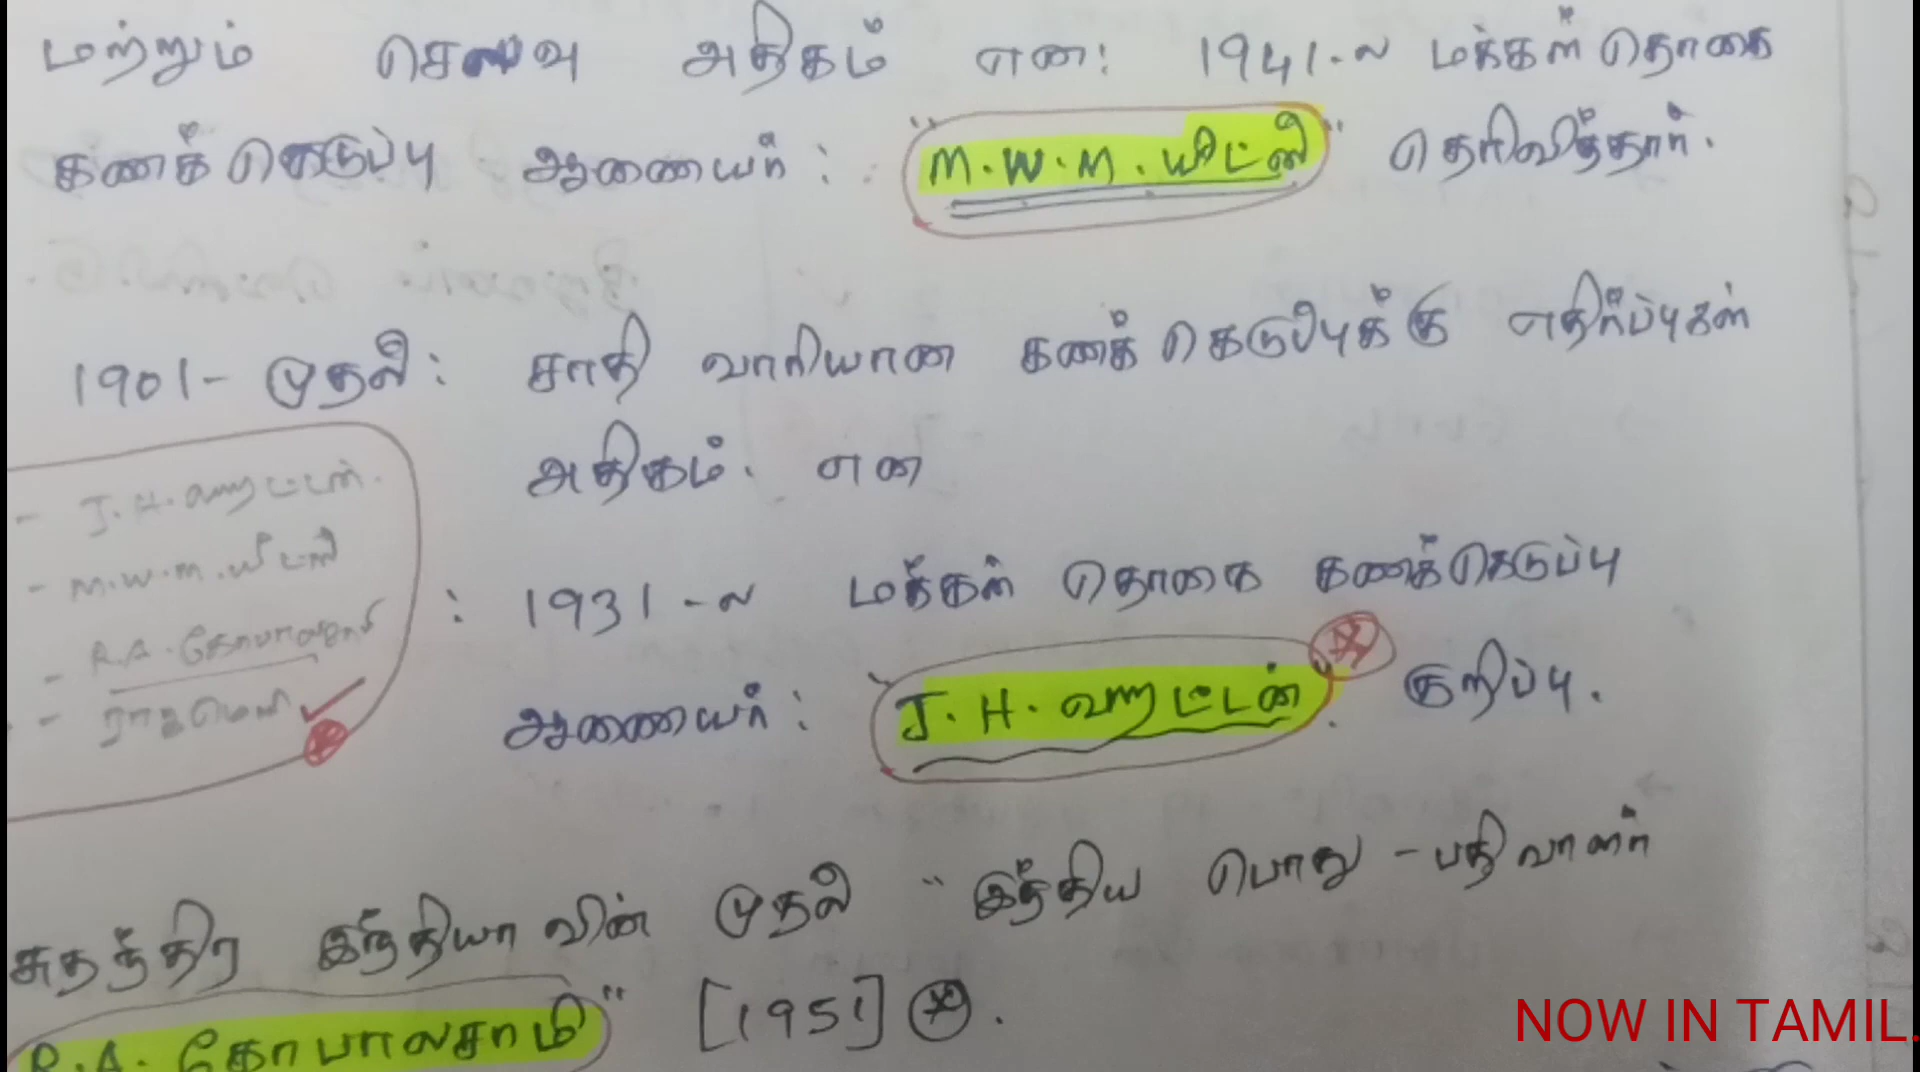 மற்றும் செலவு அதிகம் என: 1941-ல மக்கள் தொகை
கணக் கெடுப்பு ஆணையர்: "M.W.M. யீட்ஸ்" தெரிவித்தார்.
1901- முதல்: சாதி வாரியான கணக் கெடுப்புக்கு எதிர்ப்புகள்
அதிகம். என
- J.H. ஹட்டன்.
- M.W.M. யீட்ஸ்
: 1931-ல மக்கள் தொகை கணக்கெடுப்பு
- R.A. கோபாலசாமி
ஆணையர்: "J.H. ஹட்டன்". குறிப்பு.
சுதந்திர இந்தியாவின் முதல் "இந்திய பொது - பதிவாளர்
R.A. கோபாலசாமி" [1951]
NOW IN TAMIL.